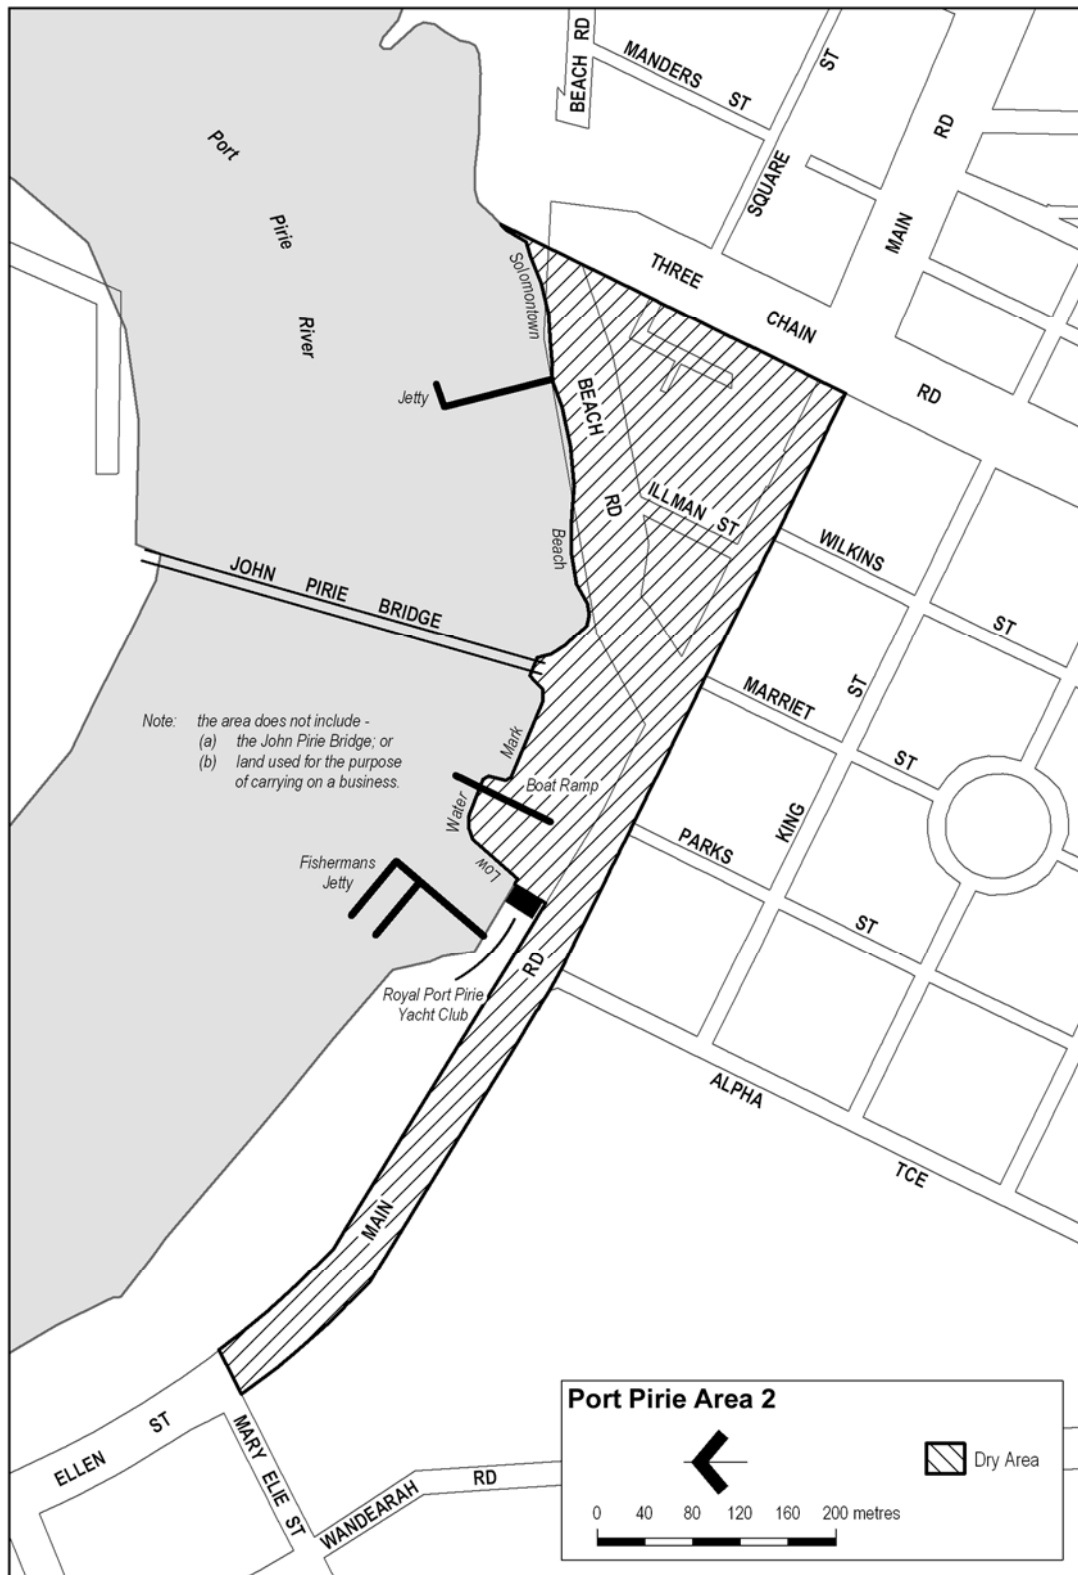 BEACH RD
MANDERS ST
SQUARE ST
MAIN RD
Port
Pirie
River
THREE CHAIN RD
Solomontown
Beach
Jetty
BEACH RD
ILLMAN ST
WILKINS ST
JOHN PIRIE BRIDGE
MARRIET ST
KING ST
Note: the area does not include -
(a) the John Pirie Bridge; or
(b) land used for the purpose
of carrying on a business.
Low Water Mark
Boat Ramp
PARKS ST
Fishermans
Jetty
Royal Port Pirie
Yacht Club
MAIN RD
ALPHA TCE
ELLEN ST
MARY ELIE ST
WANDEARAH RD
Port Pirie Area 2
Dry Area
0 40 80 120 160 200 metres